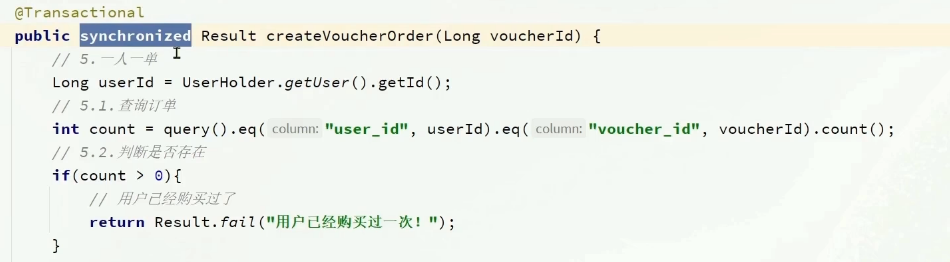 @Transactional
public synchronized Result createVoucherOrder(Long voucherId) {
// 5.一人一单
Long userId = UserHolder.getUser().getId();
// 5.1.查询订单
int count = query().eq( column: "user_id", userId).eq( column: "voucher_id", voucherId).count();
// 5.2.判断是否存在
if(count > 0){
// 用户已经购买过了
return Result.fail("用户已经购买过一次！");
}